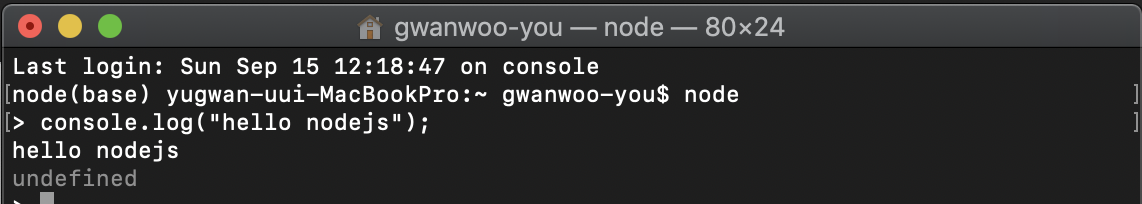 gwanwoo-you — node — 80×24
Last login: Sun Sep 15 12:18:47 on console
[node(base) yugwan-uui-MacBookPro:~ gwanwoo-you$ node ]
[> console.log("hello nodejs"); ]
hello nodejs
undefined
>